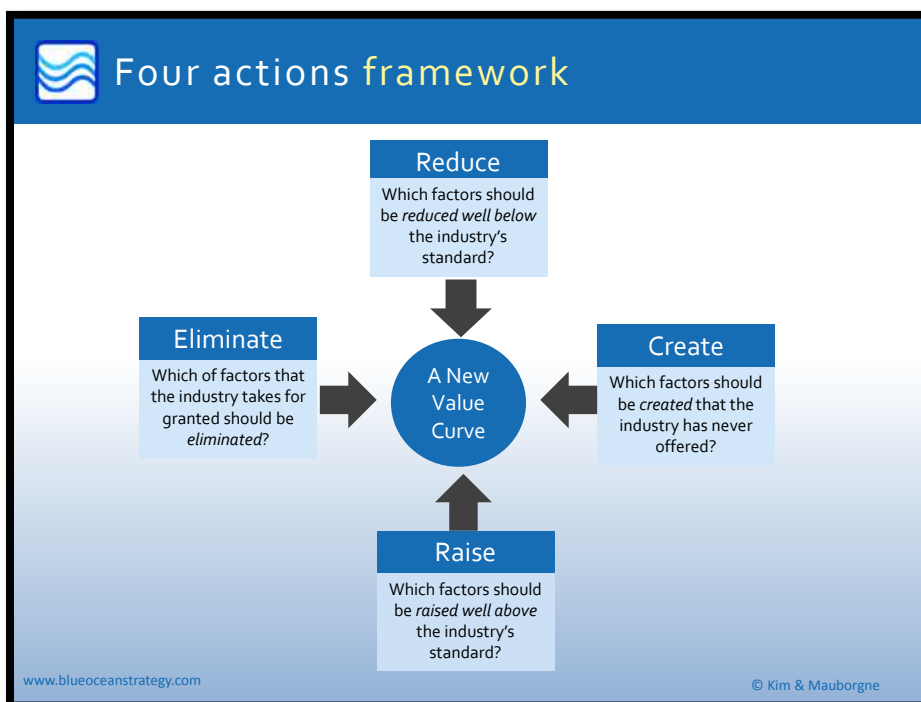 Four actions framework
Reduce
Which factors should
be reduced well below
the industry’s
standard?
Eliminate
Which of factors that
the industry takes for
granted should be
eliminated?
A New
Value
Curve
Create
Which factors should
be created that the
industry has never
offered?
Raise
Which factors should
be raised well above
the industry’s
standard?
www.blueoceanstrategy.com
© Kim & Mauborgne